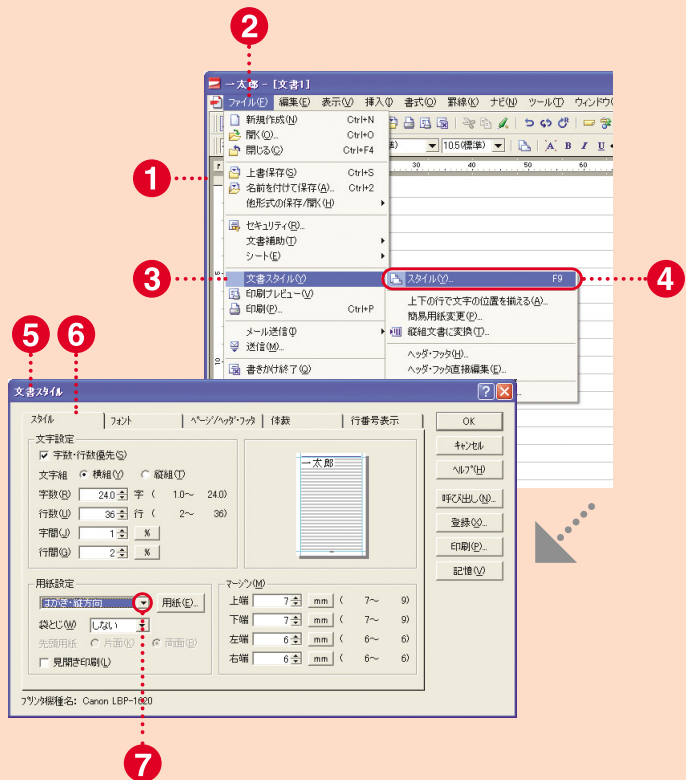 2
一太郎 - [文書1]
ファイル(F) 編集(E) 表示(V) 挿入(I) 書式(O) 罫線(K) ナビ(N) ツール(T) ウィンドウ(
新規作成(N) Ctrl+N
開く(O)... Ctrl+O
閉じる(C) Ctrl+F4
10.5(標準)
A B I U
30 40 50 60
1
上書保存(S) Ctrl+S
名前を付けて保存(A)... Ctrl+2
他形式の保存/開く(H)
セキュリティ(R)...
文書補助(T)
シート(E)
3
文書スタイル(Y)
スタイル(Y)... F9
4
印刷プレビュー(V)
印刷(P)... Ctrl+P
上下の行で文字の位置を揃える(A)...
簡易用紙変更(P)...
縦組文書に変換(T)...
メール送信(I)
送信(M)...
ヘッダ・フッタ(H)...
ヘッダ・フッタ直接編集(E)...
書きかけ終了(Q)
5
6
文書スタイル
スタイル フォント ページ/ヘッダ・フッタ 体裁 行番号表示
文字設定
字数・行数優先(S)
文字組 横組(Y) 縦組(T)
字数(R) 24.0 字 ( 1.0~ 24.0)
行数(U) 36 行 ( 2~ 36)
字間(J) 1 %
行間(G) 2 %
一太郎
OK
キャンセル
ヘルプ(H)
呼び出し(N)...
登録(X)...
印刷(P)...
記憶(V)
用紙設定
はがき・縦方向 用紙(E)...
袋とじ(W) しない
先頭用紙 片面(K) 両面(B)
見開き印刷(L)
マージン(M)
上端 7 mm ( 7~ 9)
下端 7 mm ( 7~ 9)
左端 6 mm ( 6~ 6)
右端 6 mm ( 6~ 6)
プリンタ機種名: Canon LBP-1620
7